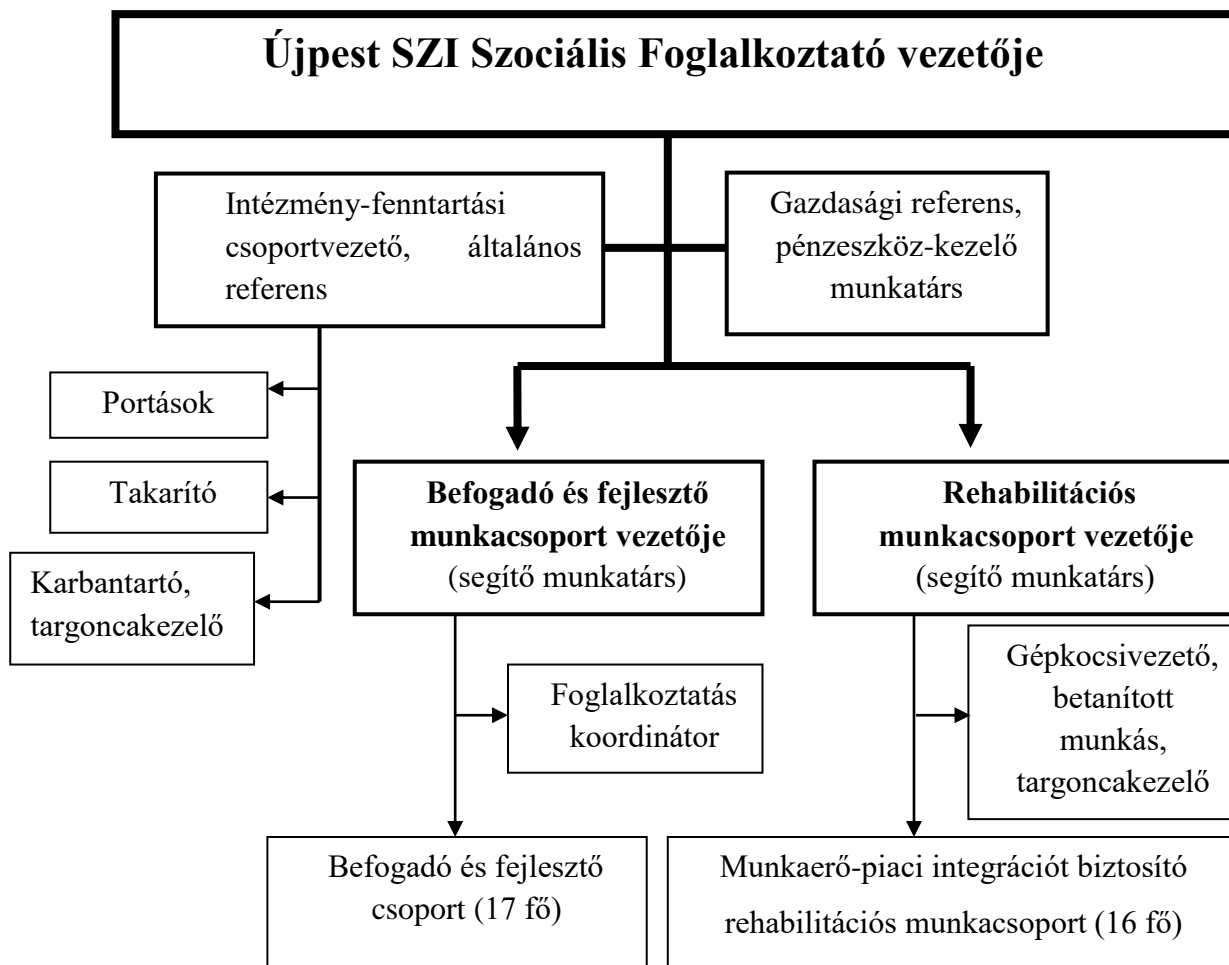 Újpest SZI Szociális Foglalkoztató vezetője
Intézmény-fenntartási
csoportvezető, általános
referens
Gazdasági referens,
pénzeszköz-kezelő
munkatárs
Portások
Takarító
Karbantartó,
targoncakezelő
Befogadó és fejlesztő
munkacsoport vezetője
(segítő munkatárs)
Rehabilitációs
munkacsoport vezetője
(segítő munkatárs)
Foglalkoztatás
koordinátor
Gépkocsivezető,
betanított
munkás,
targoncakezelő
Befogadó és fejlesztő
csoport (17 fő)
Munkaerő-piaci integrációt biztosító
rehabilitációs munkacsoport (16 fő)